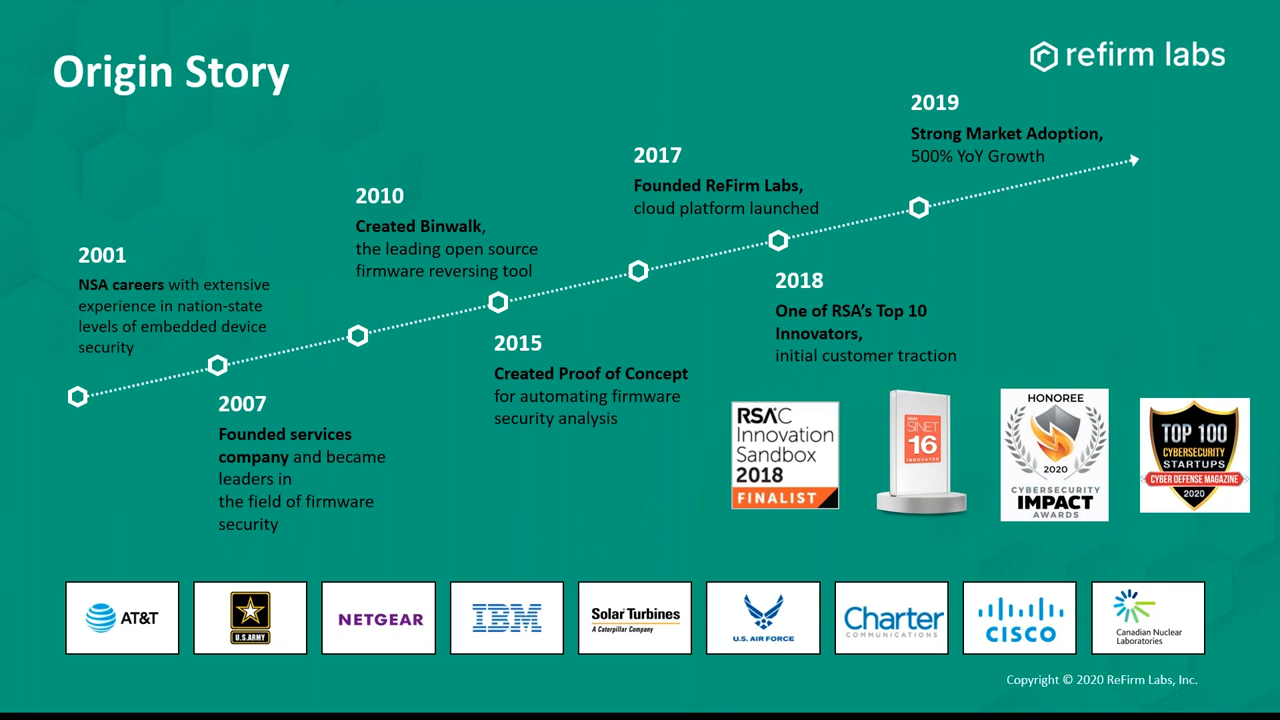 Origin Story
refirm labs
2001
NSA careers with extensive
experience in nation-state
levels of embedded device
security
2007
Founded services
company and became
leaders in
the field of firmware
security
2010
Created Binwalk,
the leading open source
firmware reversing tool
2015
Created Proof of Concept
for automating firmware
security analysis
2017
Founded ReFirm Labs,
cloud platform launched
2018
One of RSA's Top 10
Innovators,
initial customer traction
2019
Strong Market Adoption,
500% YoY Growth
RSAC
Innovation
Sandbox
2018
FINALIST
2020
SINET
16
INNOVATOR
HONOREE
2020
CYBERSECURITY
IMPACT
AWARDS
TOP 100
CYBERSECURITY
STARTUPS
CYBER DEFENSE MAGAZINE
2020
AT&T
U.S. ARMY
NETGEAR
IBM
Solar Turbines
A Caterpillar Company
U.S. AIR FORCE
Charter
COMMUNICATIONS
CISCO
Canadian Nuclear
Laboratories
Copyright © 2020 ReFirm Labs, Inc.